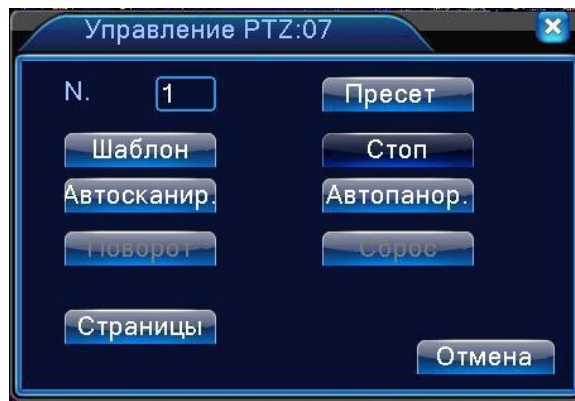 Управление PTZ:07
N. 1 Пресет
Шаблон Стоп
Автосканир. Автопанор.
Поворот Сброс
Страницы
Отмена